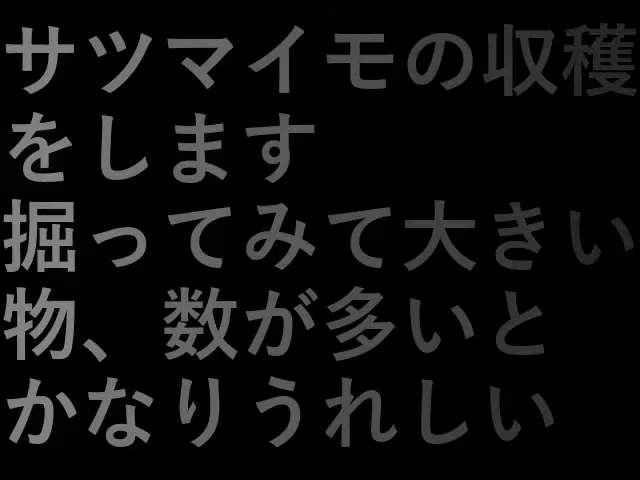 サツマイモの収穫
をします
掘ってみて大きい
物、数が多いと
かなりうれしい